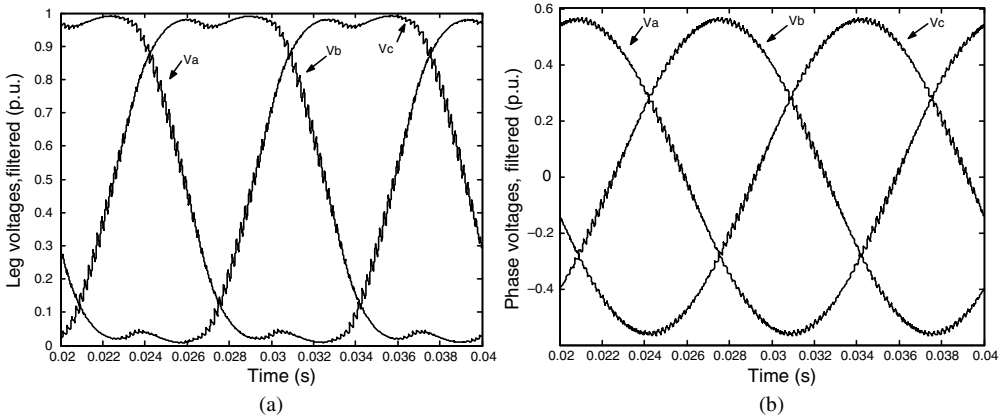 1
0.9
0.8
0.7
0.6
0.5
0.4
0.3
0.2
0.1
0
Leg voltages,filtered (p.u.)
Va
Vb
Vc
0.02 0.022 0.024 0.026 0.028 0.03 0.032 0.034 0.036 0.038 0.04
Time (s)
(a)
0.6
0.4
0.2
0
−0.2
−0.4
Phase voltages, filtered (p.u.)
Va
Vb
Vc
0.02 0.022 0.024 0.026 0.028 0.03 0.032 0.034 0.036 0.038 0.04
Time (s)
(b)